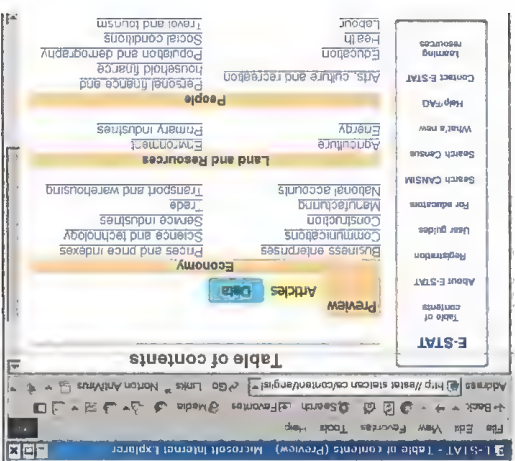 E-STAT - Table of contents (Preview) Microsoft Internet Explorer
File Edit View Favorites Tools Help
Back Search Favorites Media
Address http://estat.statcan.ca/content/english/ Go Links Norton AntiVirus
E-STAT
Table of contents
About E-STAT
Registration
User guides
For educators
Search CANSIM
Search Census
What's new
Help/FAQ
Contact E-STAT
Learning resources
Table of contents
Preview
Articles Data
Economy
Business enterprises Prices and price indexes
Communications Science and technology
Construction Service industries
Manufacturing Trade
National accounts Transport and warehousing
Land and Resources
Agriculture Environment
Energy Primary industries
People
Arts, culture and recreation Personal finance and household finance
Education Population and demography
Health Social conditions
Labour Travel and tourism